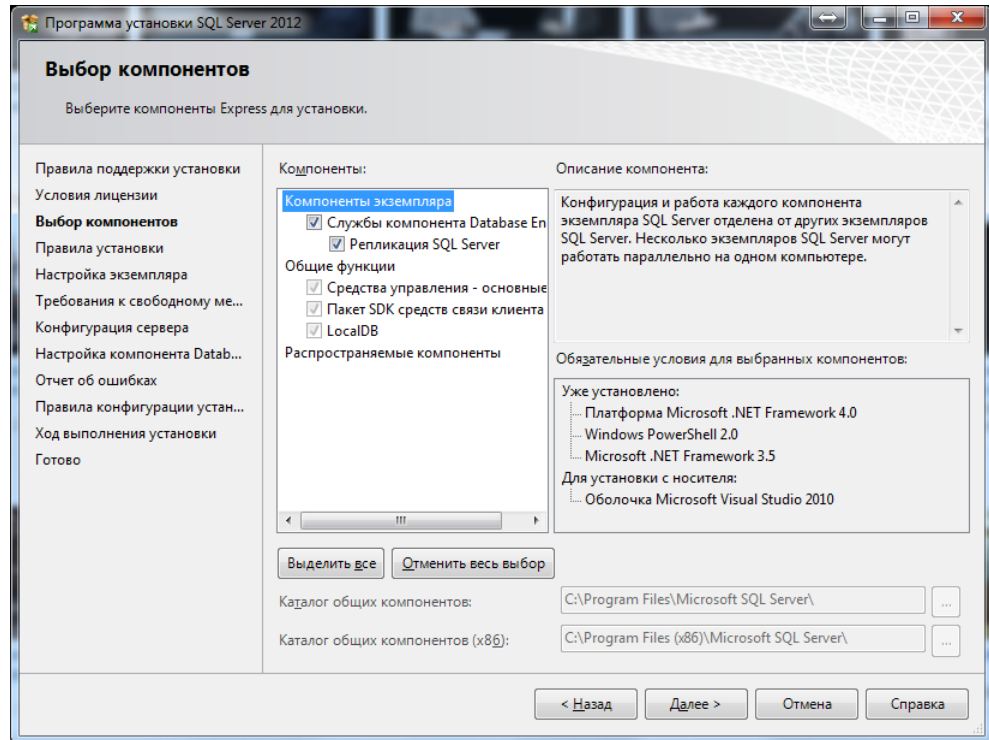 Программа установки SQL Server 2012
Выбор компонентов
Выберите компоненты Express для установки.
Правила поддержки установки
Условия лицензии
Выбор компонентов
Правила установки
Настройка экземпляра
Требования к свободному ме...
Конфигурация сервера
Настройка компонента Datab...
Отчет об ошибках
Правила конфигурации устан...
Ход выполнения установки
Готово
Компоненты:
Компоненты экземпляра
Службы компонента Database En
Репликация SQL Server
Общие функции
Средства управления - основные
Пакет SDK средств связи клиента
LocalDB
Распространяемые компоненты
Выделить все
Отменить весь выбор
Описание компонента:
Конфигурация и работа каждого компонента
экземпляра SQL Server отделена от других экземпляров
SQL Server. Несколько экземпляров SQL Server могут
работать параллельно на одном компьютере.
Обязательные условия для выбранных компонентов:
Уже установлено:
Платформа Microsoft .NET Framework 4.0
Windows PowerShell 2.0
Microsoft .NET Framework 3.5
Для установки с носителя:
Оболочка Microsoft Visual Studio 2010
Каталог общих компонентов:
C:\Program Files\Microsoft SQL Server\
...
Каталог общих компонентов (x86):
C:\Program Files (x86)\Microsoft SQL Server\
...
< Назад
Далее >
Отмена
Справка